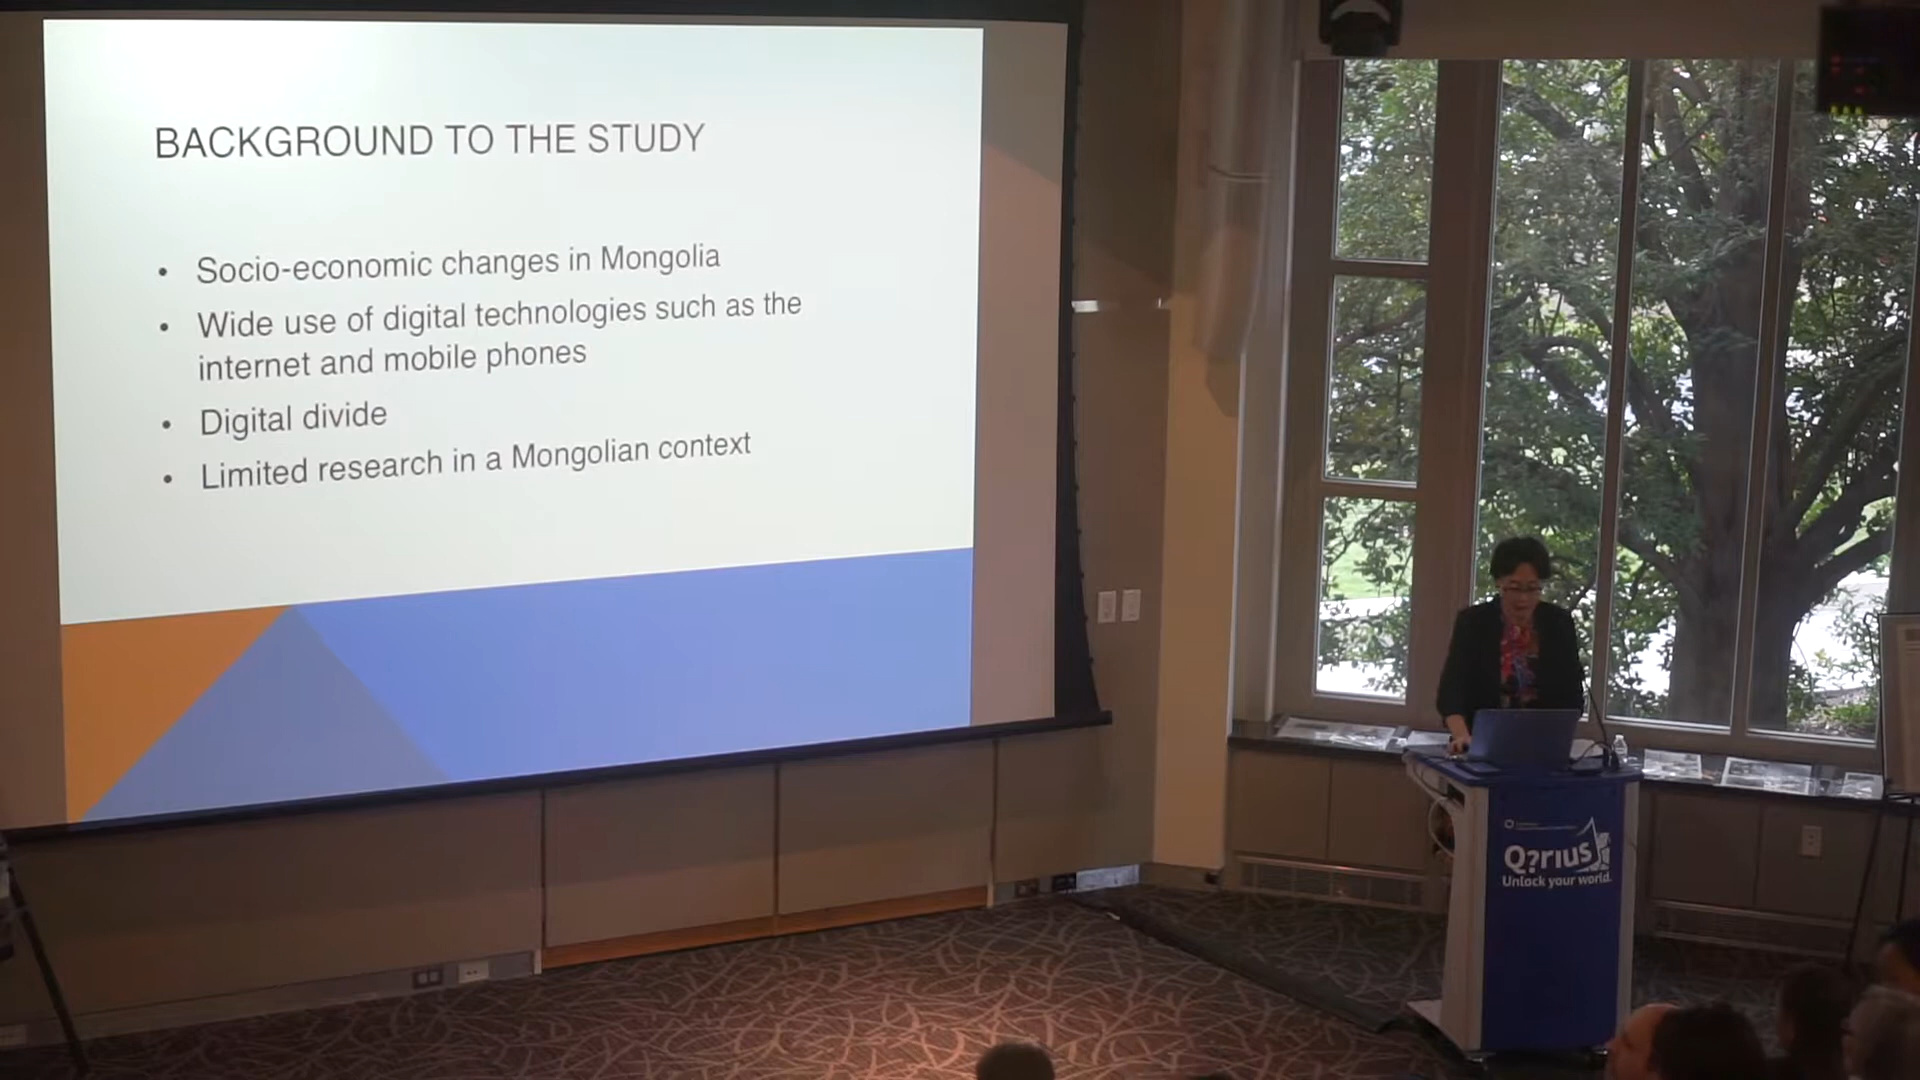 BACKGROUND TO THE STUDY
• Socio-economic changes in Mongolia
• Wide use of digital technologies such as the
internet and mobile phones
• Digital divide
• Limited research in a Mongolian context
Q?rius
Unlock your world.